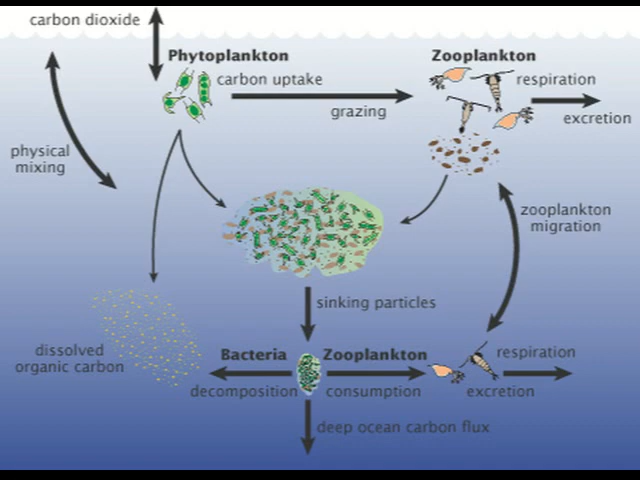 carbon dioxide
Phytoplankton
carbon uptake
Zooplankton
respiration
grazing
excretion
physical
mixing
zooplankton
migration
sinking particles
dissolved
organic carbon
Bacteria
Zooplankton
respiration
decomposition
consumption
excretion
deep ocean carbon flux